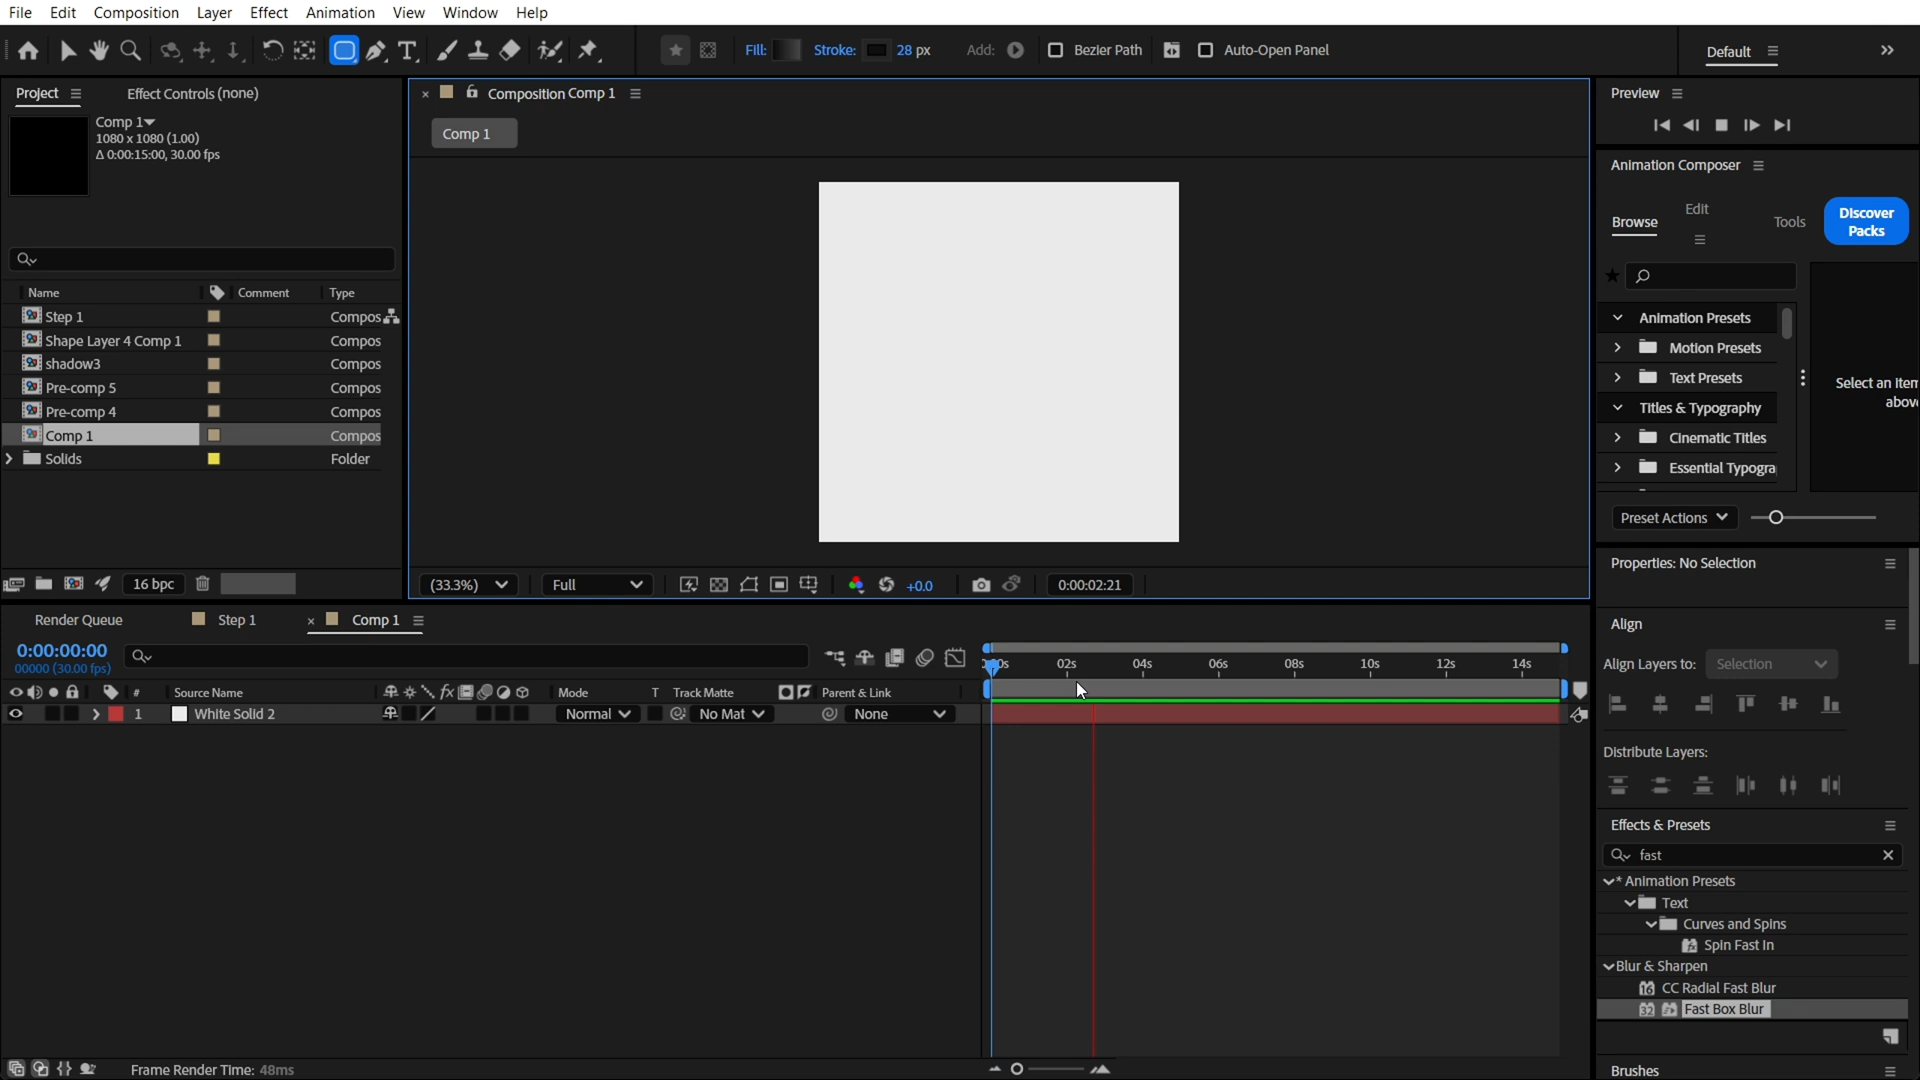 File Edit Composition Layer Effect Animation View Window Help
Fill: Stroke: 28 px Add: Bezier Path Auto-Open Panel Default
Project Effect Controls (none)
Comp 1
1080 x 1080 (1.00)
Δ 0:00:15:00, 30.00 fps
Name Comment Type
Step 1 Compos
Shape Layer 4 Comp 1 Compos
shadow3 Compos
Pre-comp 5 Compos
Pre-comp 4 Compos
Comp 1 Compos
Solids Folder
16 bpc
Composition Comp 1
Comp 1
(33.3%) Full +0.0 0:00:02:21
Preview
Animation Composer
Browse Edit Tools Discover
Packs
Animation Presets
Motion Presets
Text Presets
Titles & Typography
Cinematic Titles
Essential Typogra
Select an Item
above
Preset Actions
Properties: No Selection
Align
Align Layers to: Selection
Distribute Layers:
Effects & Presets
fast
* Animation Presets
Text
Curves and Spins
Spin Fast In
Blur & Sharpen
16 CC Radial Fast Blur
32 Fast Box Blur
Brushes
Render Queue Step 1 Comp 1
0:00:00:00
00000 (30.00 fps)
02s 04s 06s 08s 10s 12s 14s
# Source Name fx Mode T Track Matte Parent & Link
1 White Solid 2 Normal No Mat None
Frame Render Time: 48ms